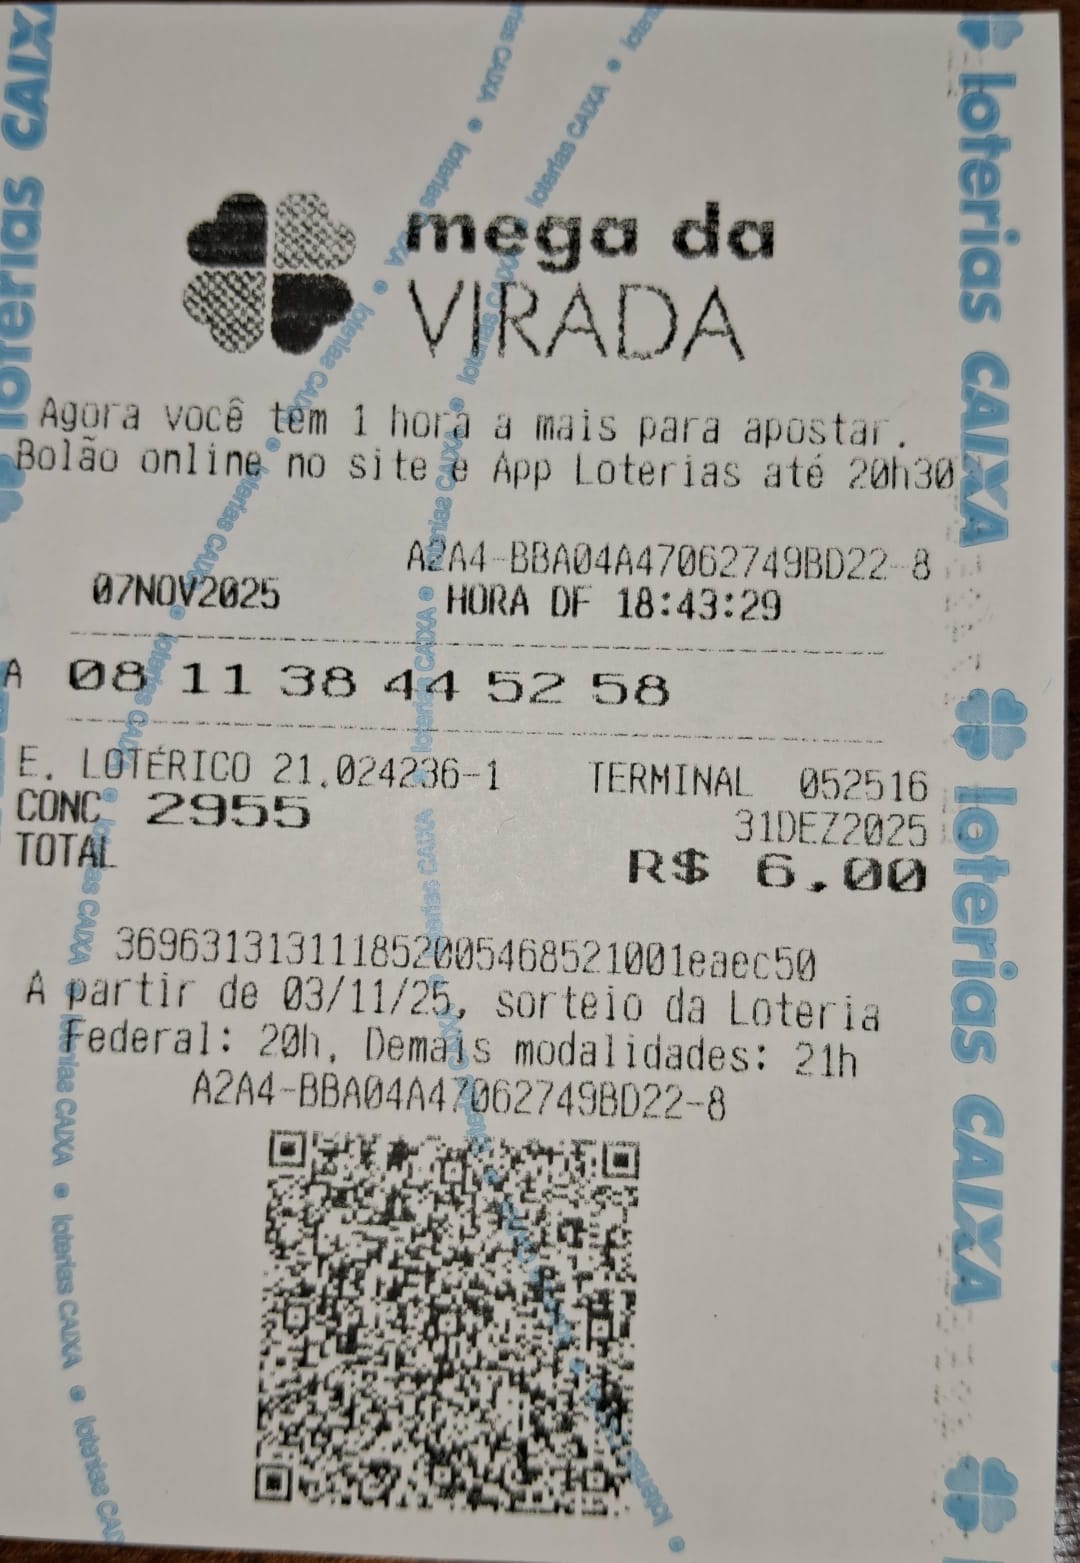 mega da
VIRADA
Agora você tem 1 hora a mais para apostar.
Bolão online no site e App Loterias até 20h30
A2A4-BBA04A47062749BD22-8
07NOV2025 HORA DF 18:43:29
A 08 11 38 44 52 58
E. LOTÉRICO 21.024236-1 TERMINAL 052516
CONC 2955 31DEZ2025
TOTAL R$ 6,00
369631313111852005468521001eaec50
A partir de 03/11/25, sorteio da Loteria
Federal: 20h. Demais modalidades: 21h
A2A4-BBA04A47062749BD22-8
loterias CAIXA
loterias CAIXA
loterias CAIXA